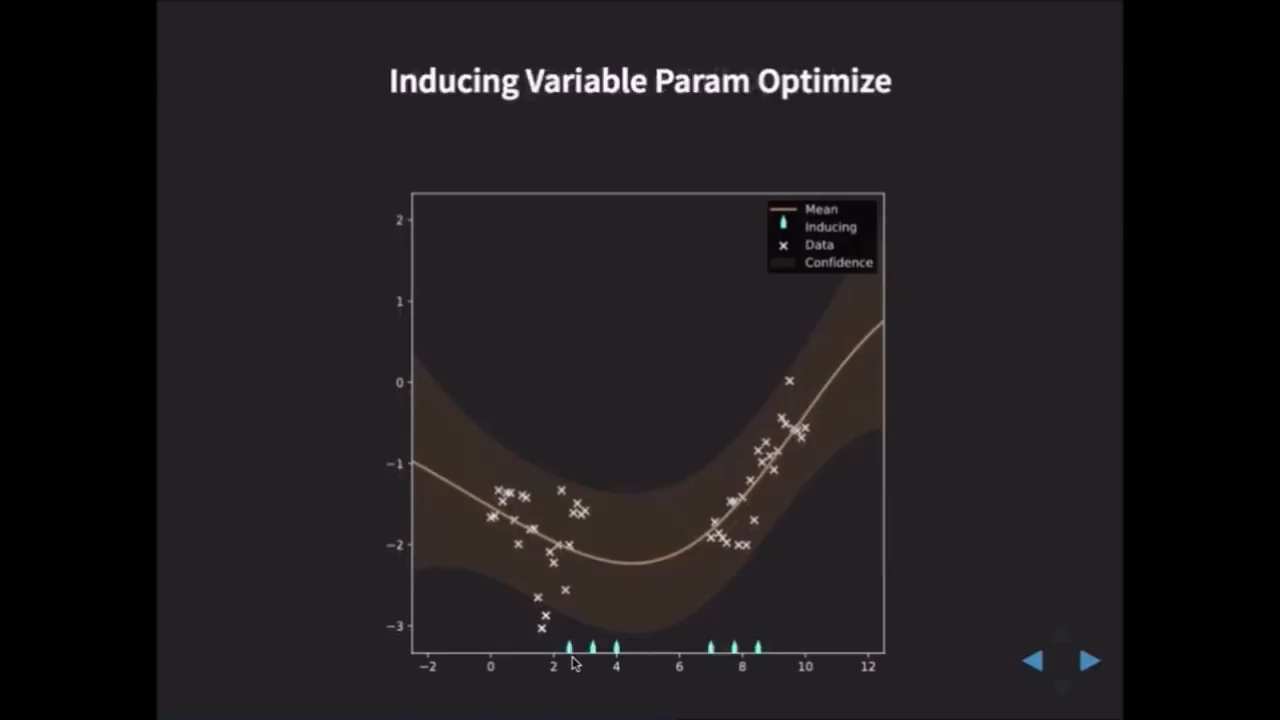 Inducing Variable Param Optimize
Mean
Inducing
Data
Confidence
2
1
0
−1
−2
−3
−2 0 2 4 6 8 10 12